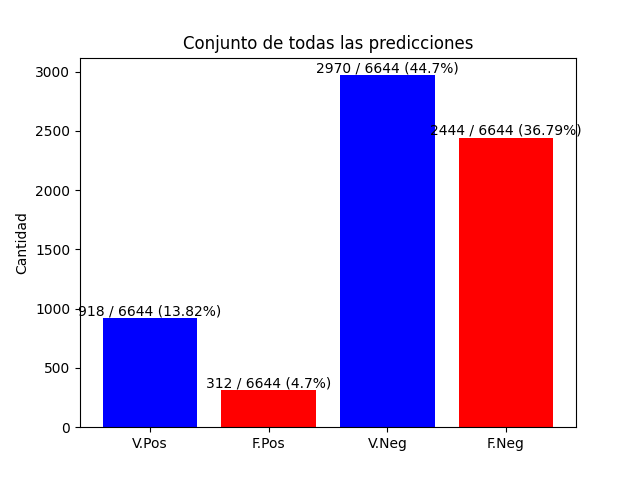 Conjunto de todas las predicciones
Cantidad
3000
2500
2000
1500
1000
500
0
918 / 6644 (13.82%)
312 / 6644 (4.7%)
2970 / 6644 (44.7%)
2444 / 6644 (36.79%)
V.Pos
F.Pos
V.Neg
F.Neg